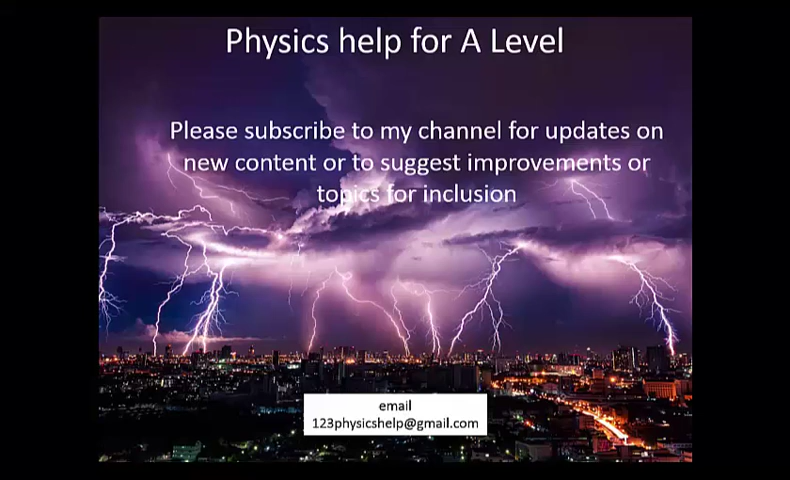 Physics help for A Level
Please subscribe to my channel for updates on
new content or to suggest improvements or
topics for inclusion
email
123physicshelp@gmail.com